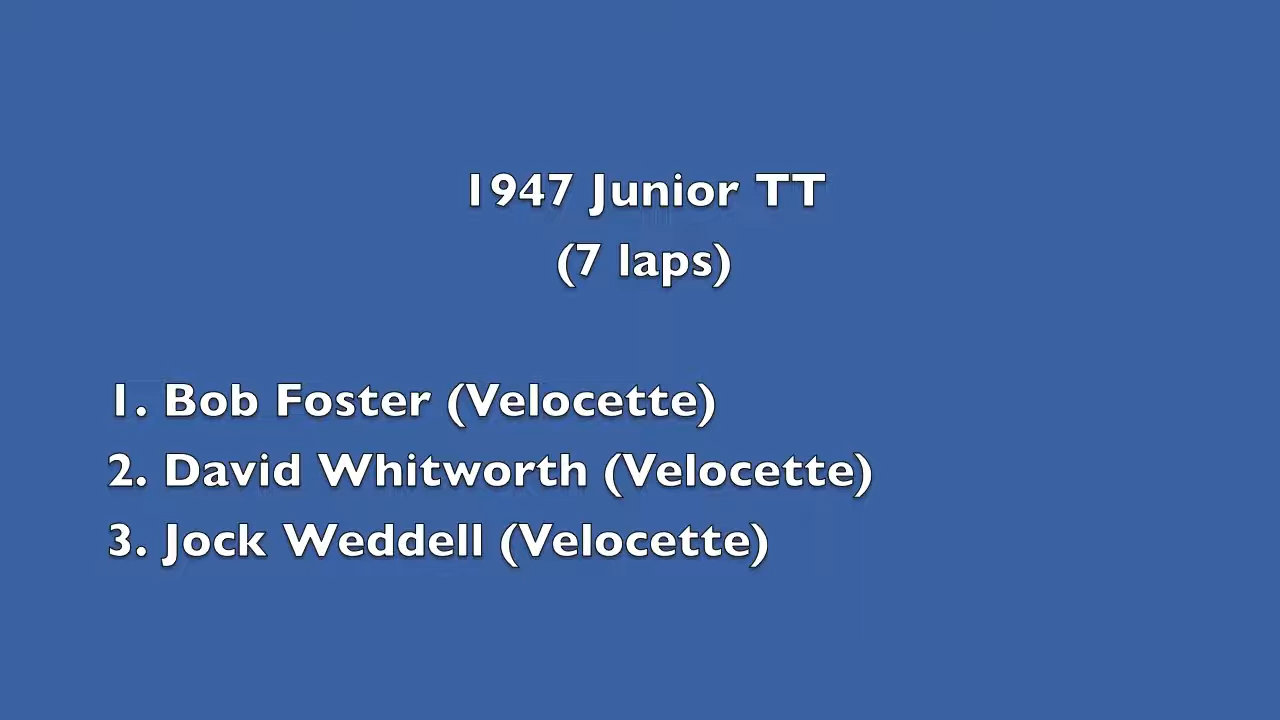 1947 Junior TT
(7 laps)
1. Bob Foster (Velocette)
2. David Whitworth (Velocette)
3. Jock Weddell (Velocette)